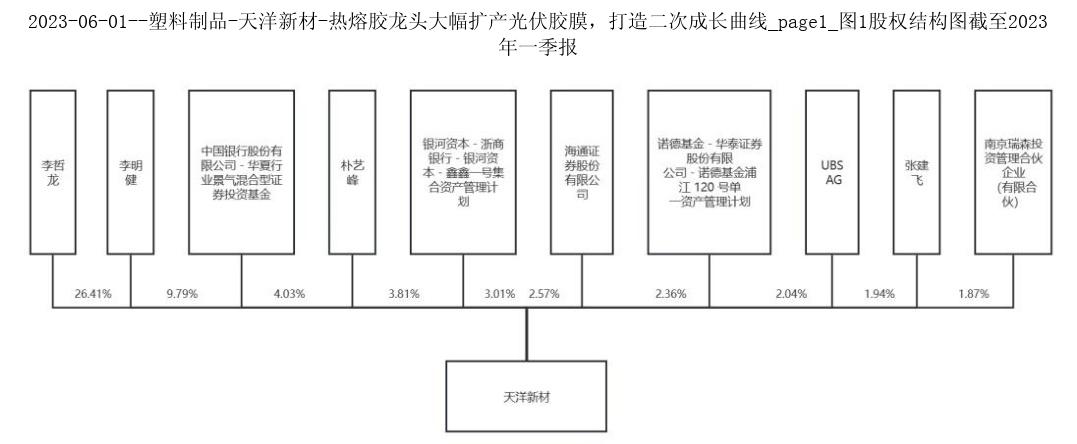 2023-06-01--塑料制品-天洋新材-热熔胶龙头大幅扩产光伏胶膜，打造二次成长曲线_page1_图1股权结构图截至2023
年一季报
李哲
龙
李明
健
中国银行股份有
限公司 - 华夏行
业景气混合型证
券投资基金
朴艺
峰
银河资本 - 浙商
银行 - 银河资
本 - 鑫鑫一号集
合资产管理计
划
海通证
券股份
有限公
司
诺德基金 - 华泰证券
股份有限
公司 - 诺德基金浦
江 120 号单
一资产管理计划
UBS
AG
张建
飞
南京瑞森投
资管理合伙
企业
(有限合
伙)
26.41%
9.79%
4.03%
3.81%
3.01%
2.57%
2.36%
2.04%
1.94%
1.87%
天洋新材